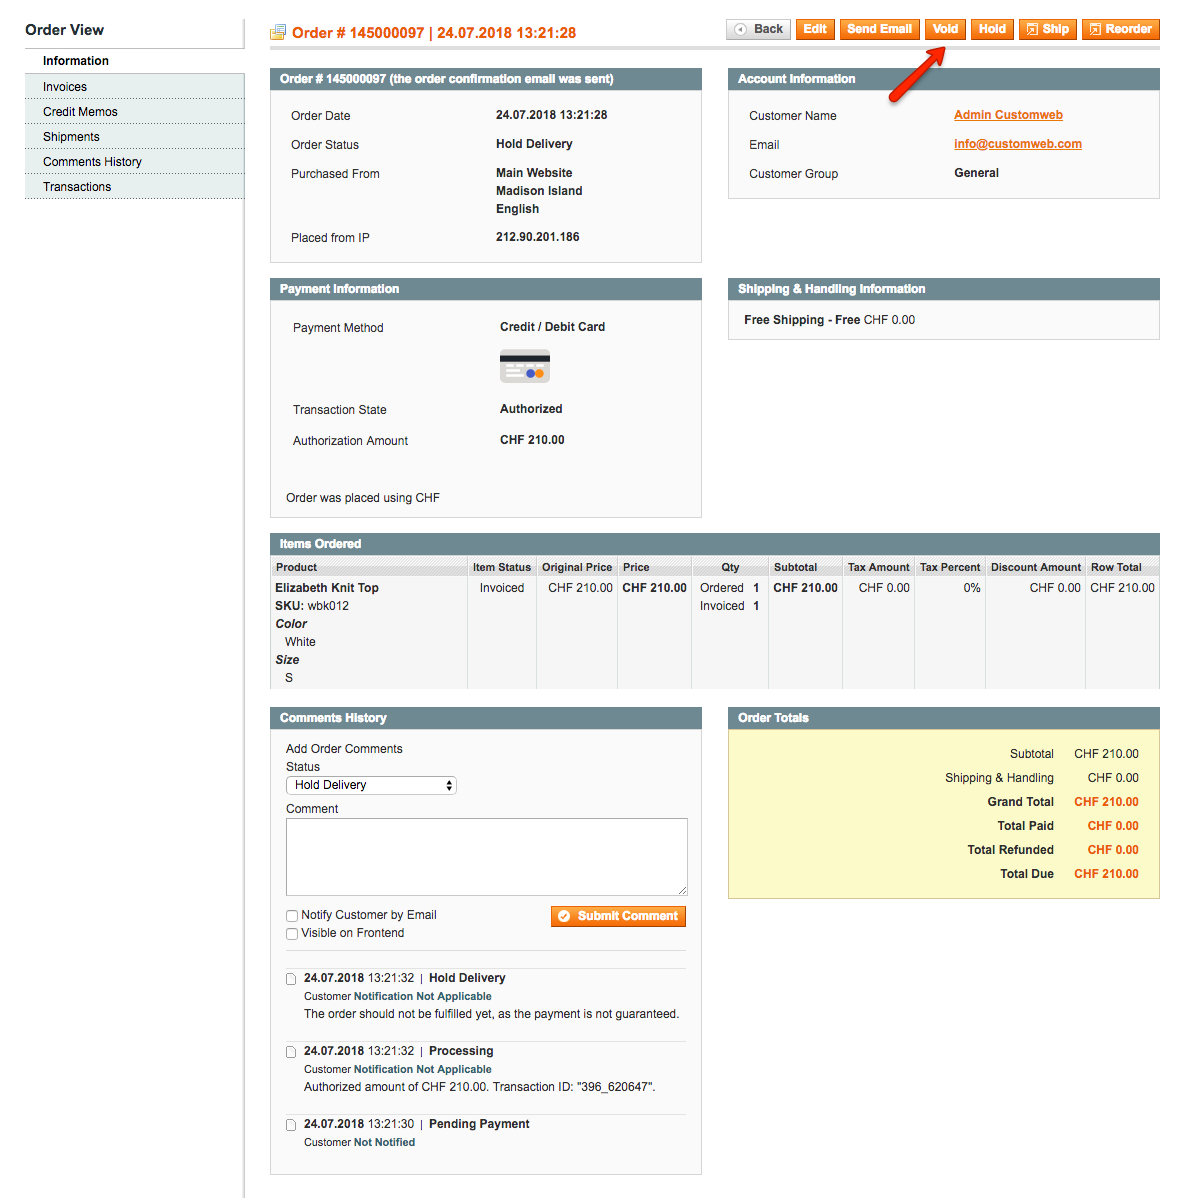 Order View
Information
Invoices
Credit Memos
Shipments
Comments History
Transactions
Order # 145000097 | 24.07.2018 13:21:28
Back Edit Send Email Void Hold Ship Reorder
Order # 145000097 (the order confirmation email was sent)
Order Date 24.07.2018 13:21:28
Order Status Hold Delivery
Purchased From Main Website
Madison Island
English
Placed from IP 212.90.201.186
Account Information
Customer Name Admin Customweb
Email info@customweb.com
Customer Group General
Payment Information
Payment Method Credit / Debit Card
Transaction State Authorized
Authorization Amount CHF 210.00
Order was placed using CHF
Shipping & Handling Information
Free Shipping - Free CHF 0.00
Items Ordered
Product Item Status Original Price Price Qty Subtotal Tax Amount Tax Percent Discount Amount Row Total
Elizabeth Knit Top Invoiced CHF 210.00 CHF 210.00 Ordered 1 CHF 210.00 CHF 0.00 0% CHF 0.00 CHF 210.00
SKU: wbk012 Invoiced 1
Color
White
Size
S
Comments History
Add Order Comments
Status
Hold Delivery
Comment
Notify Customer by Email
Visible on Frontend
Submit Comment
24.07.2018 13:21:32 | Hold Delivery
Customer Notification Not Applicable
The order should not be fulfilled yet, as the payment is not guaranteed.
24.07.2018 13:21:32 | Processing
Customer Notification Not Applicable
Authorized amount of CHF 210.00. Transaction ID: "396_620647".
24.07.2018 13:21:30 | Pending Payment
Customer Not Notified
Order Totals
Subtotal CHF 210.00
Shipping & Handling CHF 0.00
Grand Total CHF 210.00
Total Paid CHF 0.00
Total Refunded CHF 0.00
Total Due CHF 210.00